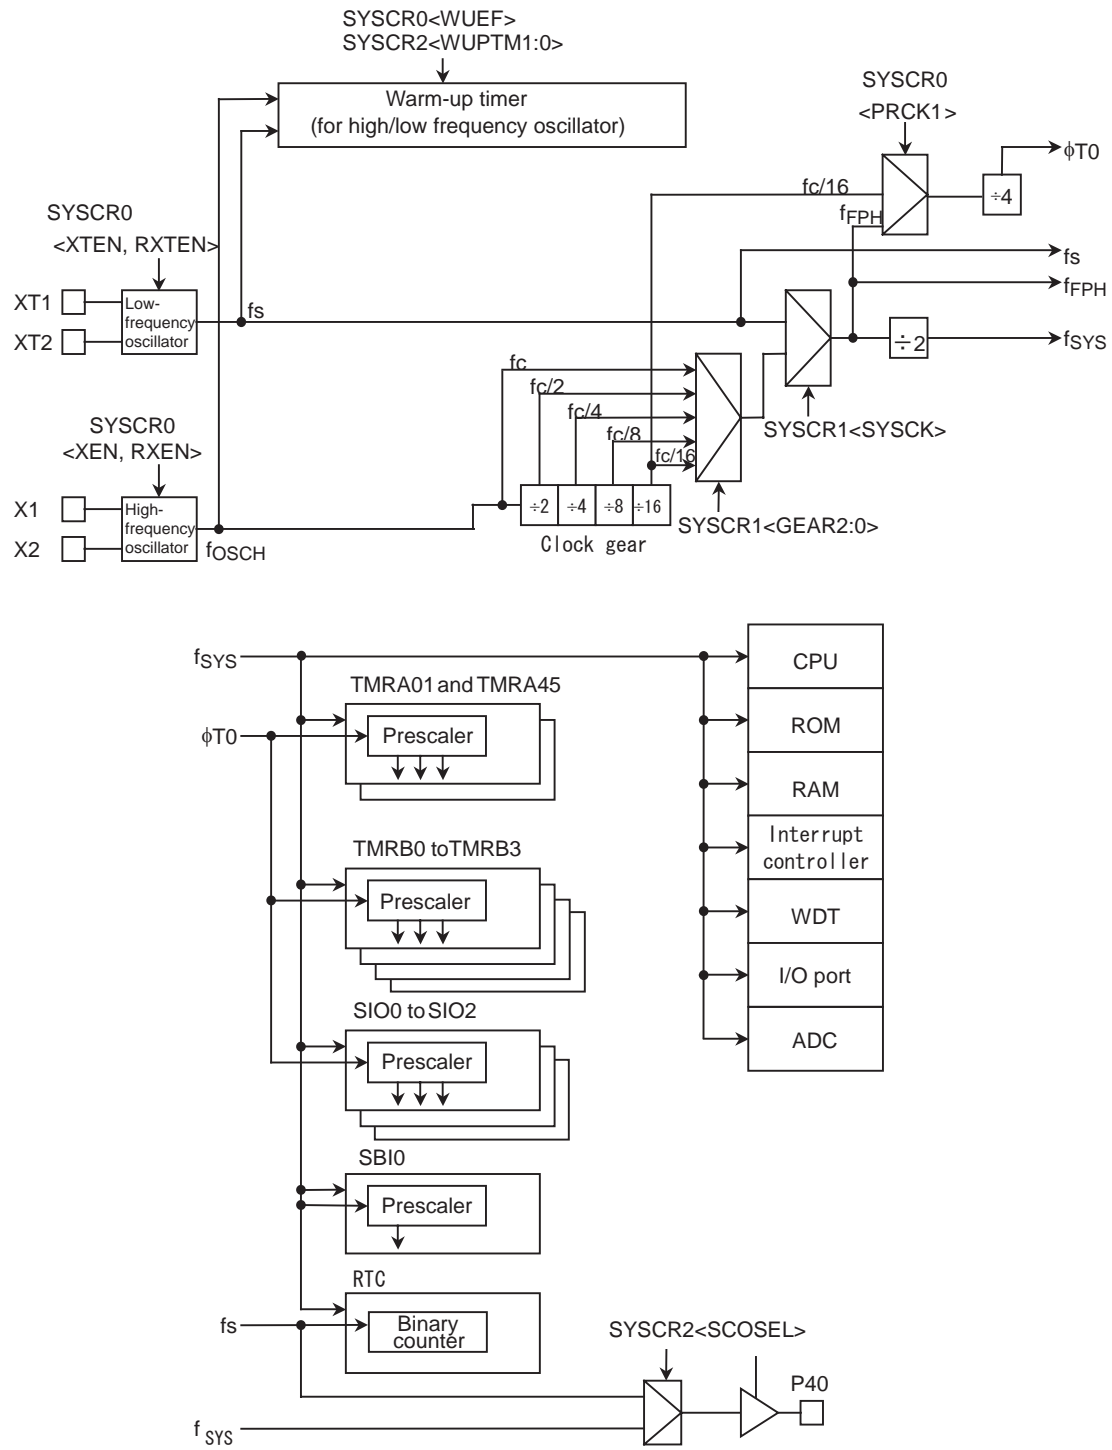 SYSCR0<WUEF>
SYSCR2<WUPTM1:0>
Warm-up timer
(for high/low frequency oscillator)
SYSCR0
<PRCK1>
ϕT0
fc/16
÷4
fFPH
SYSCR0
<XTEN, RXTEN>
fs
fFPH
XT1
XT2
Low-
frequency
oscillator
fs
÷2
fSYS
fc
fc/2
fc/4
fc/8
fc/16
SYSCR1<SYSCK>
SYSCR0
<XEN, RXEN>
X1
X2
High-
frequency
oscillator
fOSCH
÷2 ÷4 ÷8 ÷16
Clock gear
SYSCR1<GEAR2:0>
fSYS
CPU
TMRA01 and TMRA45
ϕT0
Prescaler
ROM
RAM
TMRB0 toTMRB3
Interrupt
controller
Prescaler
WDT
I/O port
SIO0 to SIO2
ADC
Prescaler
SBI0
Prescaler
RTC
fs
Binary
counter
SYSCR2<SCOSEL>
P40
fSYS